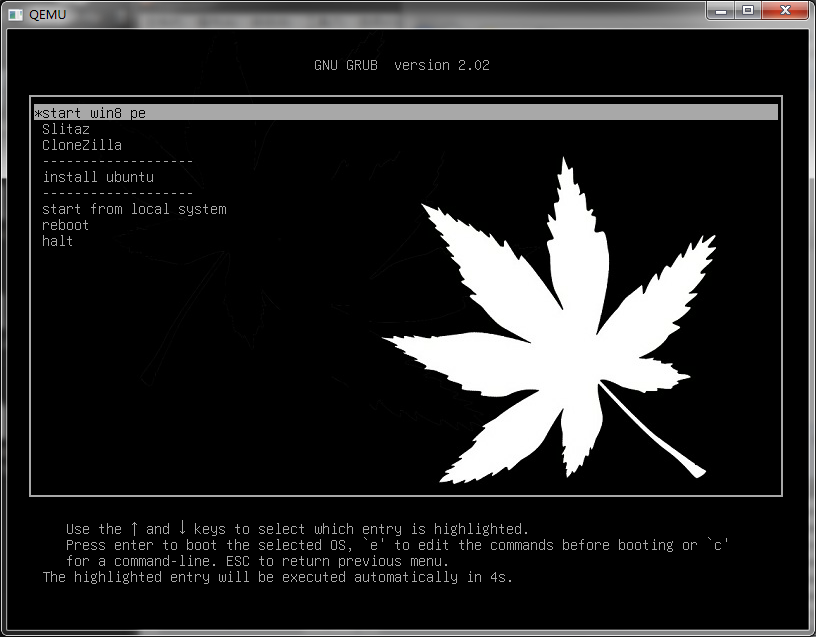 QEMU
GNU GRUB  version 2.02
*start win8 pe
Slitaz
CloneZilla
-------------------
install ubuntu
-------------------
start from local system
reboot
halt
Use the ↑ and ↓ keys to select which entry is highlighted.
Press enter to boot the selected OS, `e' to edit the commands before booting or `c'
for a command-line. ESC to return previous menu.
The highlighted entry will be executed automatically in 4s.